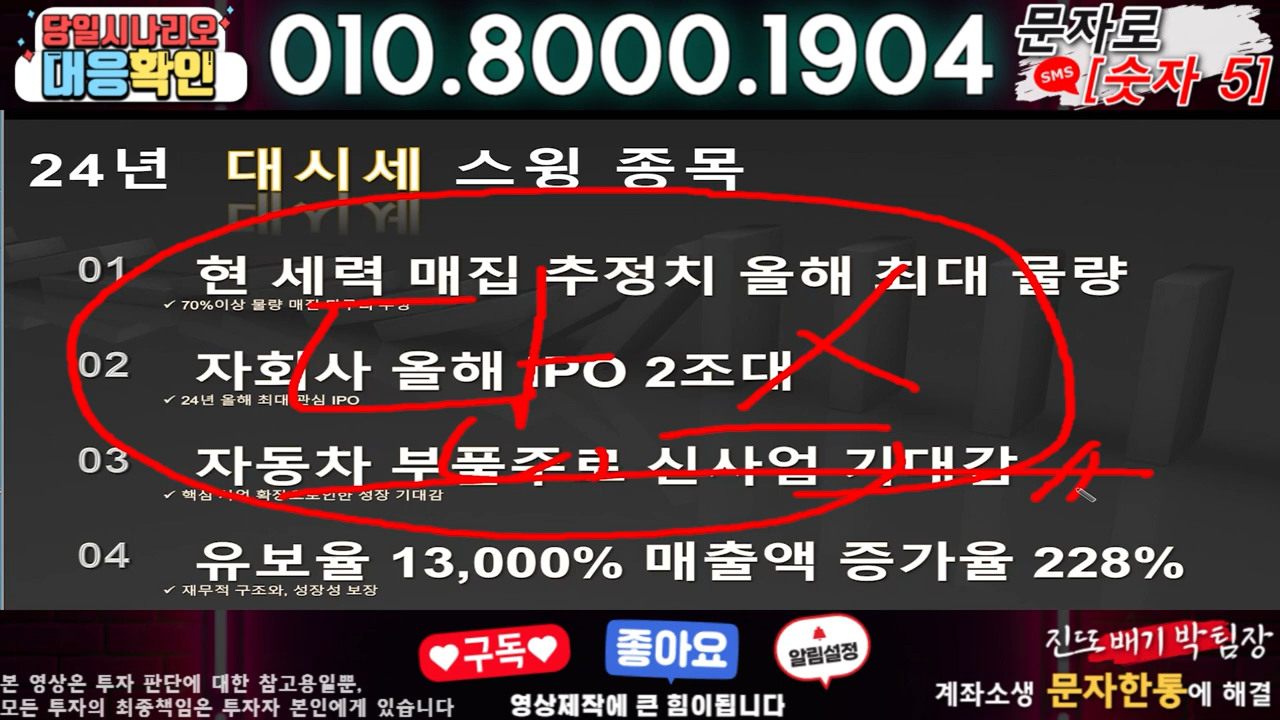 당일시나리오
대응확인
010.8000.1904
문자로
SMS [숫자 5]
24년 대시세 스윙 종목
01 현 세력 매집 추정치 올해 최대 물량
✓ 70%이상 물량 매집
02 자회사 올해 IPO 2조대
✓ 24년 올해 최대 관심 IPO
03 자동차 부품주로 신사업 기대감
✓ 핵심 사업 확장으로인한 성장 기대감
04 유보율 13,000% 매출액 증가율 228%
✓ 재무적 구조와, 성장성 보장
구독
좋아요
알림설정
영상제작에 큰 힘이됩니다
본 영상은 투자 판단에 대한 참고용일뿐,
모든 투자의 최종책임은 투자자 본인에게 있습니다
진또배기 박팀장
계좌소생 문자한통에 해결